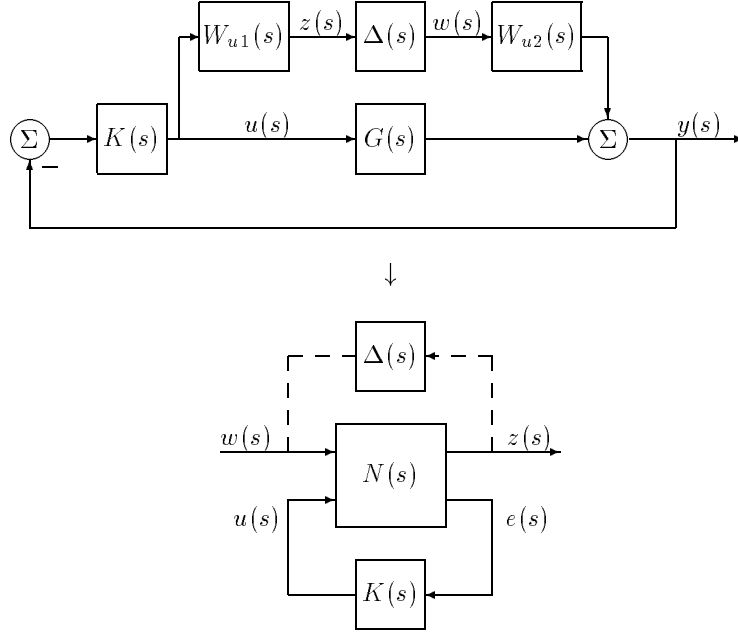 W_{u1}(s) z(s) Δ(s) w(s) W_{u2}(s)
Σ K(s) u(s) G(s) Σ y(s)
−
↓
Δ(s)
w(s) N(s) z(s)
u(s) e(s)
K(s)